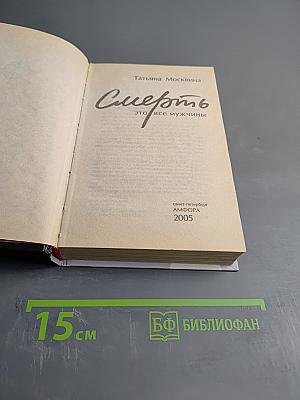 Татьяна Москвина
Смерть
это все мужчины
САНКТ-ПЕТЕРБУРГ
АМФОРА
2005
15 см
БФ БИБЛИОФАН